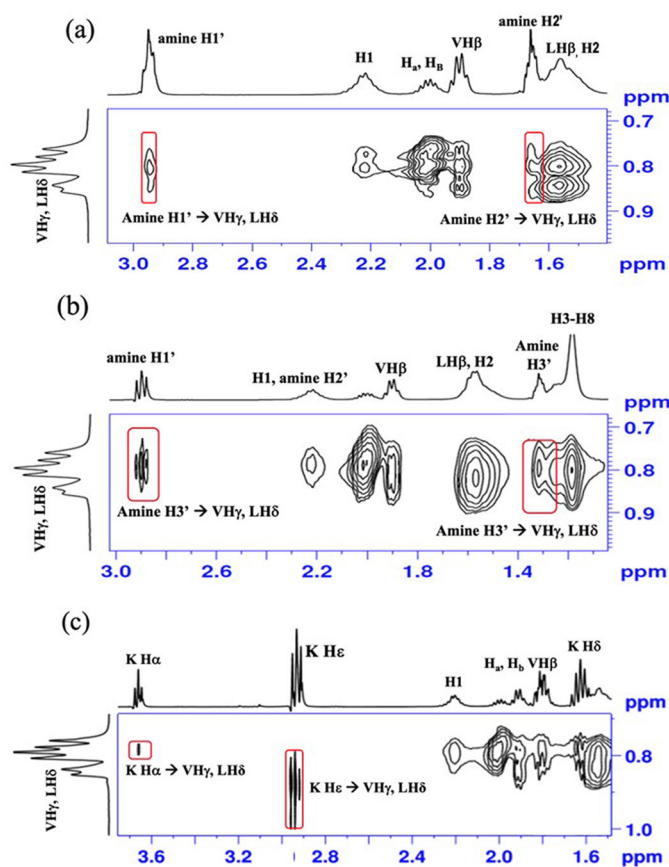 (a)
amine H1'
H1
Ha, HB
VHβ
amine H2'
LHβ, H2
ppm
VHγ, LHδ
0.7
0.8
0.9
Amine H1' → VHγ, LHδ
Amine H2' → VHγ, LHδ
3.0 2.8 2.6 2.4 2.2 2.0 1.8 1.6
ppm
(b)
amine H1'
H1, amine H2'
VHβ
LHβ, H2
Amine
H3'
H3-H8
ppm
VHγ, LHδ
0.7
0.8
0.9
Amine H3' → VHγ, LHδ
Amine H3' → VHγ, LHδ
3.0 2.6 2.2 1.8 1.4
ppm
(c)
K Hα
K Hε
H1
Ha, Hb
VHβ
K Hδ
ppm
VHγ, LHδ
0.8
1.0
K Hα → VHγ, LHδ
K Hε → VHγ, LHδ
3.6 3.2 2.8 2.4 2.0 1.6
ppm